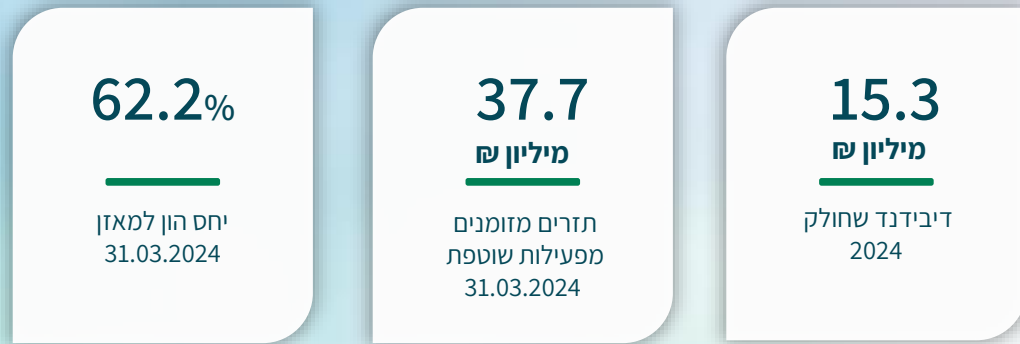 15.3
מיליון ₪
דיבידנד שחולק
2024
37.7
מיליון ₪
תזרים מזומנים
מפעילות שוטפת
31.03.2024
62.2%
יחס הון למאזן
31.03.2024